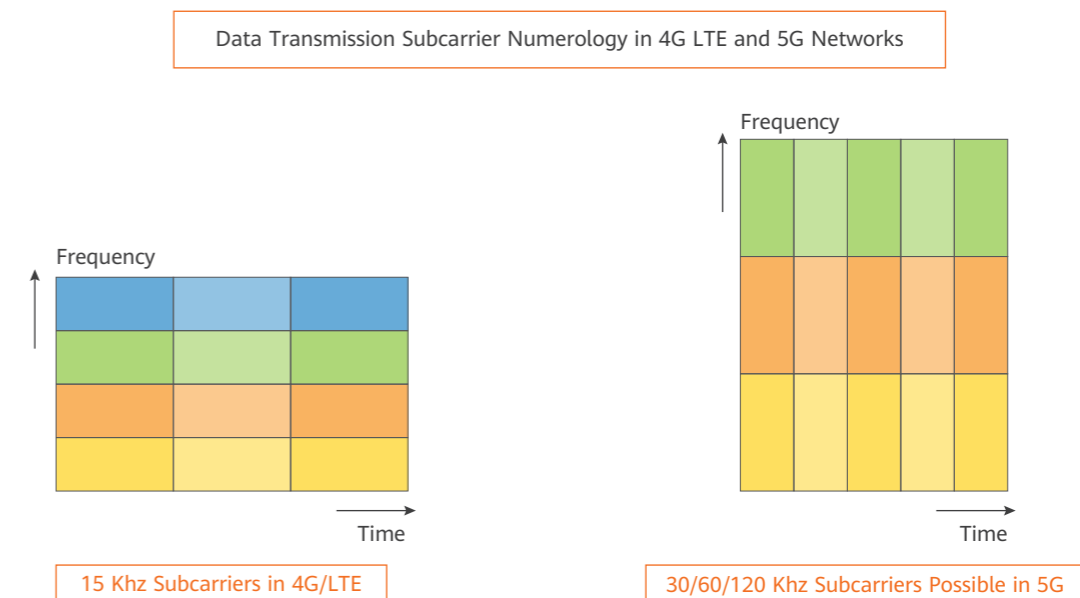 Data Transmission Subcarrier Numerology in 4G LTE and 5G Networks
Frequency
Time
15 Khz Subcarriers in 4G/LTE
Frequency
Time
30/60/120 Khz Subcarriers Possible in 5G